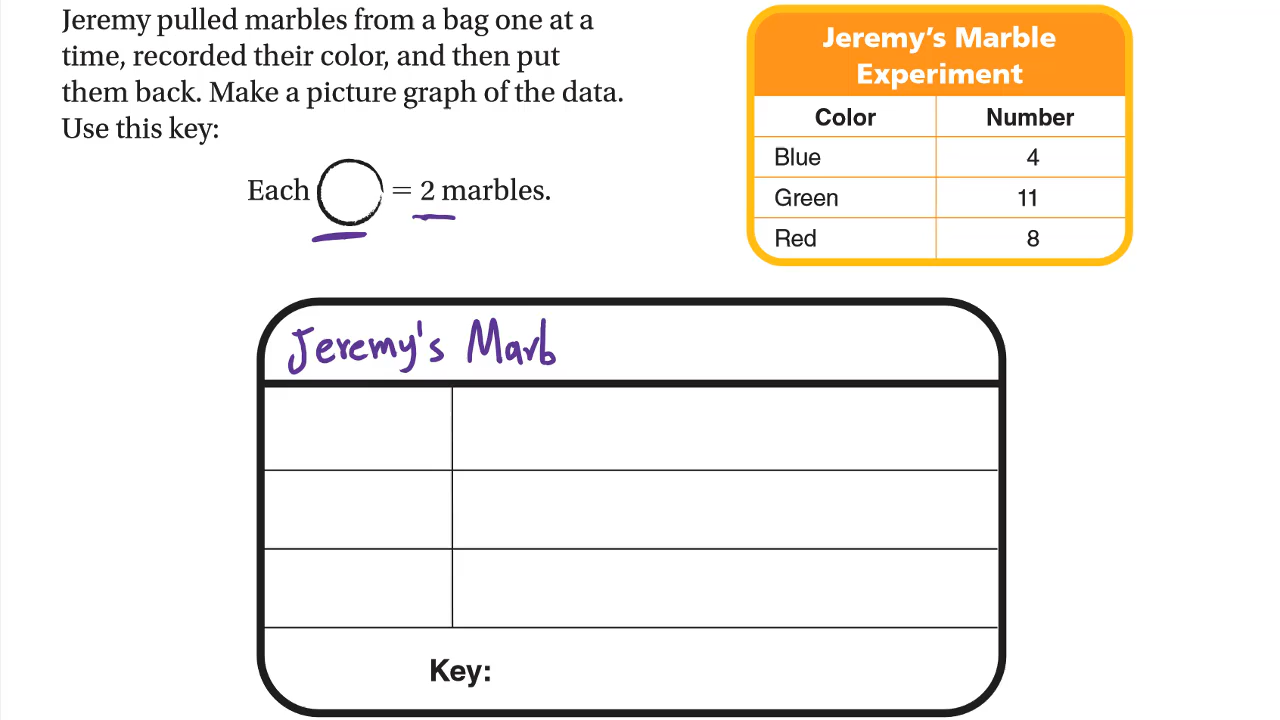 Jeremy pulled marbles from a bag one at a
time, recorded their color, and then put
them back. Make a picture graph of the data.
Use this key:
Each = 2 marbles.
Jeremy's Marble
Experiment
Color Number
Blue 4
Green 11
Red 8
Jeremy's Marb
Key: